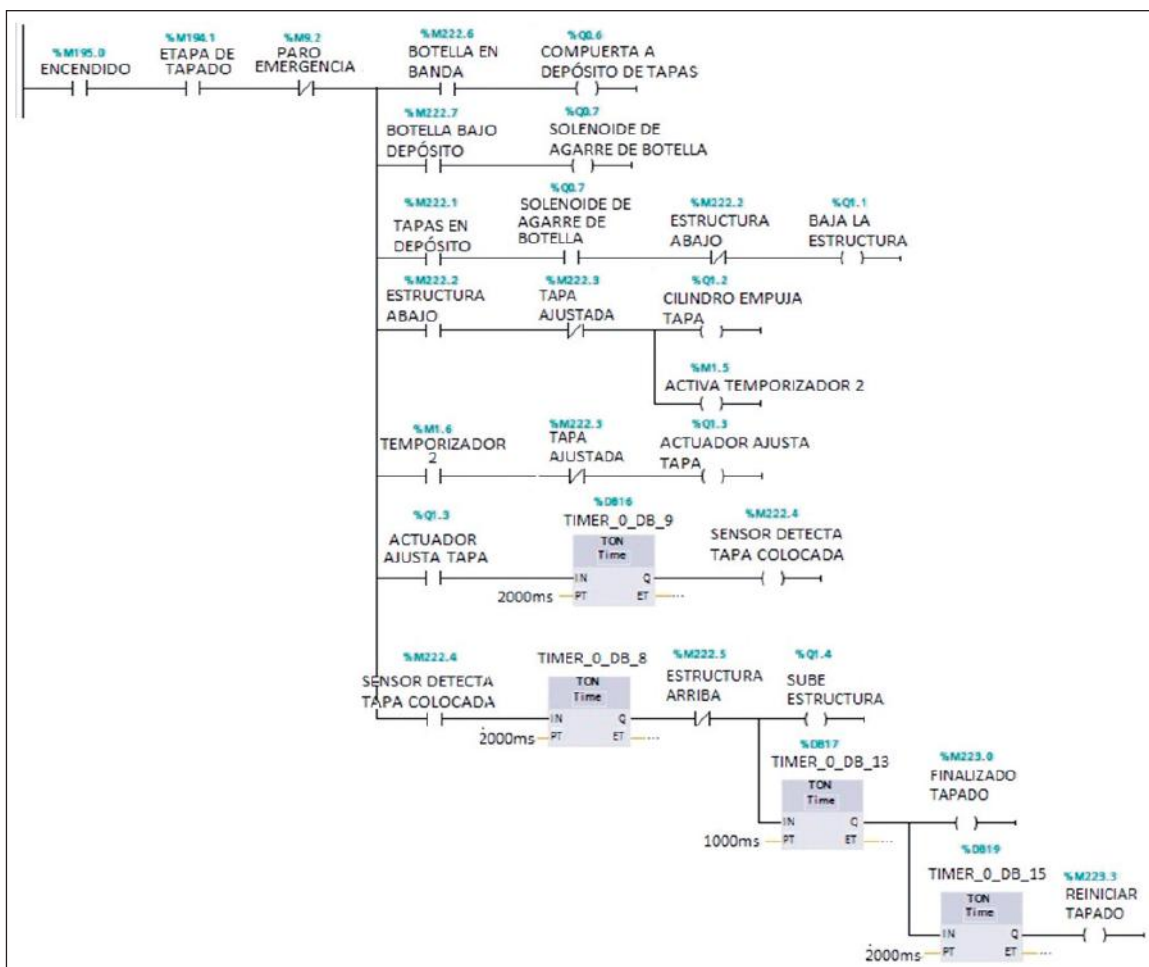 %M195.0
ENCENDIDO
%M194.1
ETAPA DE
TAPADO
%M9.2
PARO
EMERGENCIA
%M222.6
BOTELLA EN
BANDA
%Q0.6
COMPUERTA A
DEPÓSITO DE TAPAS
%M222.7
BOTELLA BAJO
DEPÓSITO
%Q0.7
SOLENOIDE DE
AGARRE DE BOTELLA
%M222.1
TAPAS EN
DEPÓSITO
%Q0.7
SOLENOIDE DE
AGARRE DE
BOTELLA
%M222.2
ESTRUCTURA
ABAJO
%Q1.1
BAJA LA
ESTRUCTURA
%M222.2
ESTRUCTURA
ABAJO
%M222.3
TAPA
AJUSTADA
%Q1.2
CILINDRO EMPUJA
TAPA
%M1.5
ACTIVA TEMPORIZADOR 2
%M1.6
TEMPORIZADOR
2
%M222.3
TAPA
AJUSTADA
%Q1.3
ACTUADOR AJUSTA
TAPA
%Q1.3
ACTUADOR
AJUSTA TAPA
%DB16
TIMER_0_DB_9
TON
Time
IN Q
2000ms PT ET ...
%M222.4
SENSOR DETECTA
TAPA COLOCADA
%M222.4
SENSOR DETECTA
TAPA COLOCADA
TIMER_0_DB_8
TON
Time
IN Q
2000ms PT ET ...
%M222.5
ESTRUCTURA
ARRIBA
%Q1.4
SUBE
ESTRUCTURA
%DB17
TIMER_0_DB_13
TON
Time
IN Q
1000ms PT ET ...
%M223.0
FINALIZADO
TAPADO
%DB19
TIMER_0_DB_15
TON
Time
IN Q
2000ms PT ET ...
%M223.3
REINICIAR
TAPADO